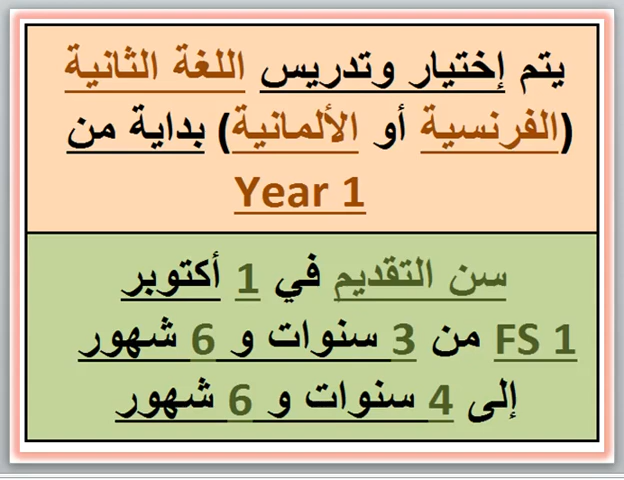 يتم إختيار وتدريس اللغة الثانية
(الفرنسية أو الألمانية) بداية من
Year 1
سن التقديم في 1 أكتوبر
FS 1 من 3 سنوات و 6 شهور
إلى 4 سنوات و 6 شهور